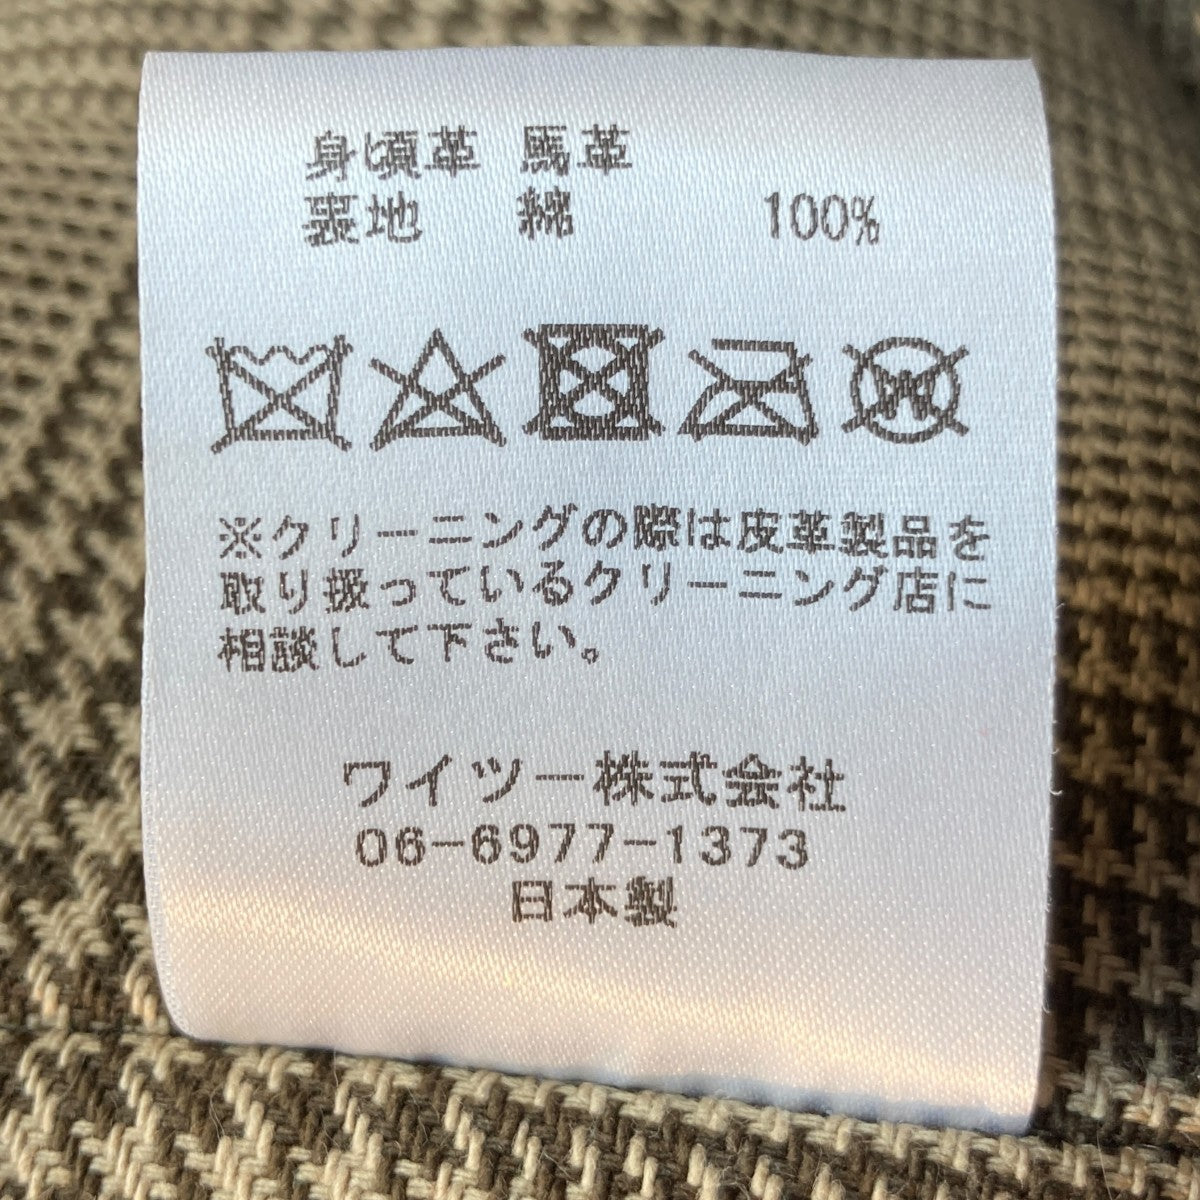 身頃革 馬革
裏地 綿 100%
※クリーニングの際は皮革製品を
取り扱っているクリーニング店に
相談して下さい。
ワイツー株式会社
06-6977-1373
日本製